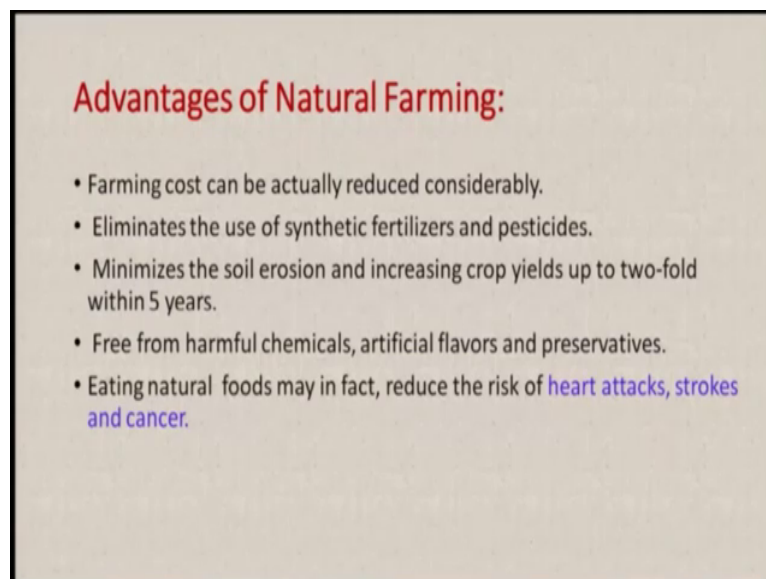 Advantages of Natural Farming:
• Farming cost can be actually reduced considerably.
• Eliminates the use of synthetic fertilizers and pesticides.
• Minimizes the soil erosion and increasing crop yields up to two-fold
within 5 years.
• Free from harmful chemicals, artificial flavors and preservatives.
• Eating natural foods may in fact, reduce the risk of heart attacks, strokes
and cancer.